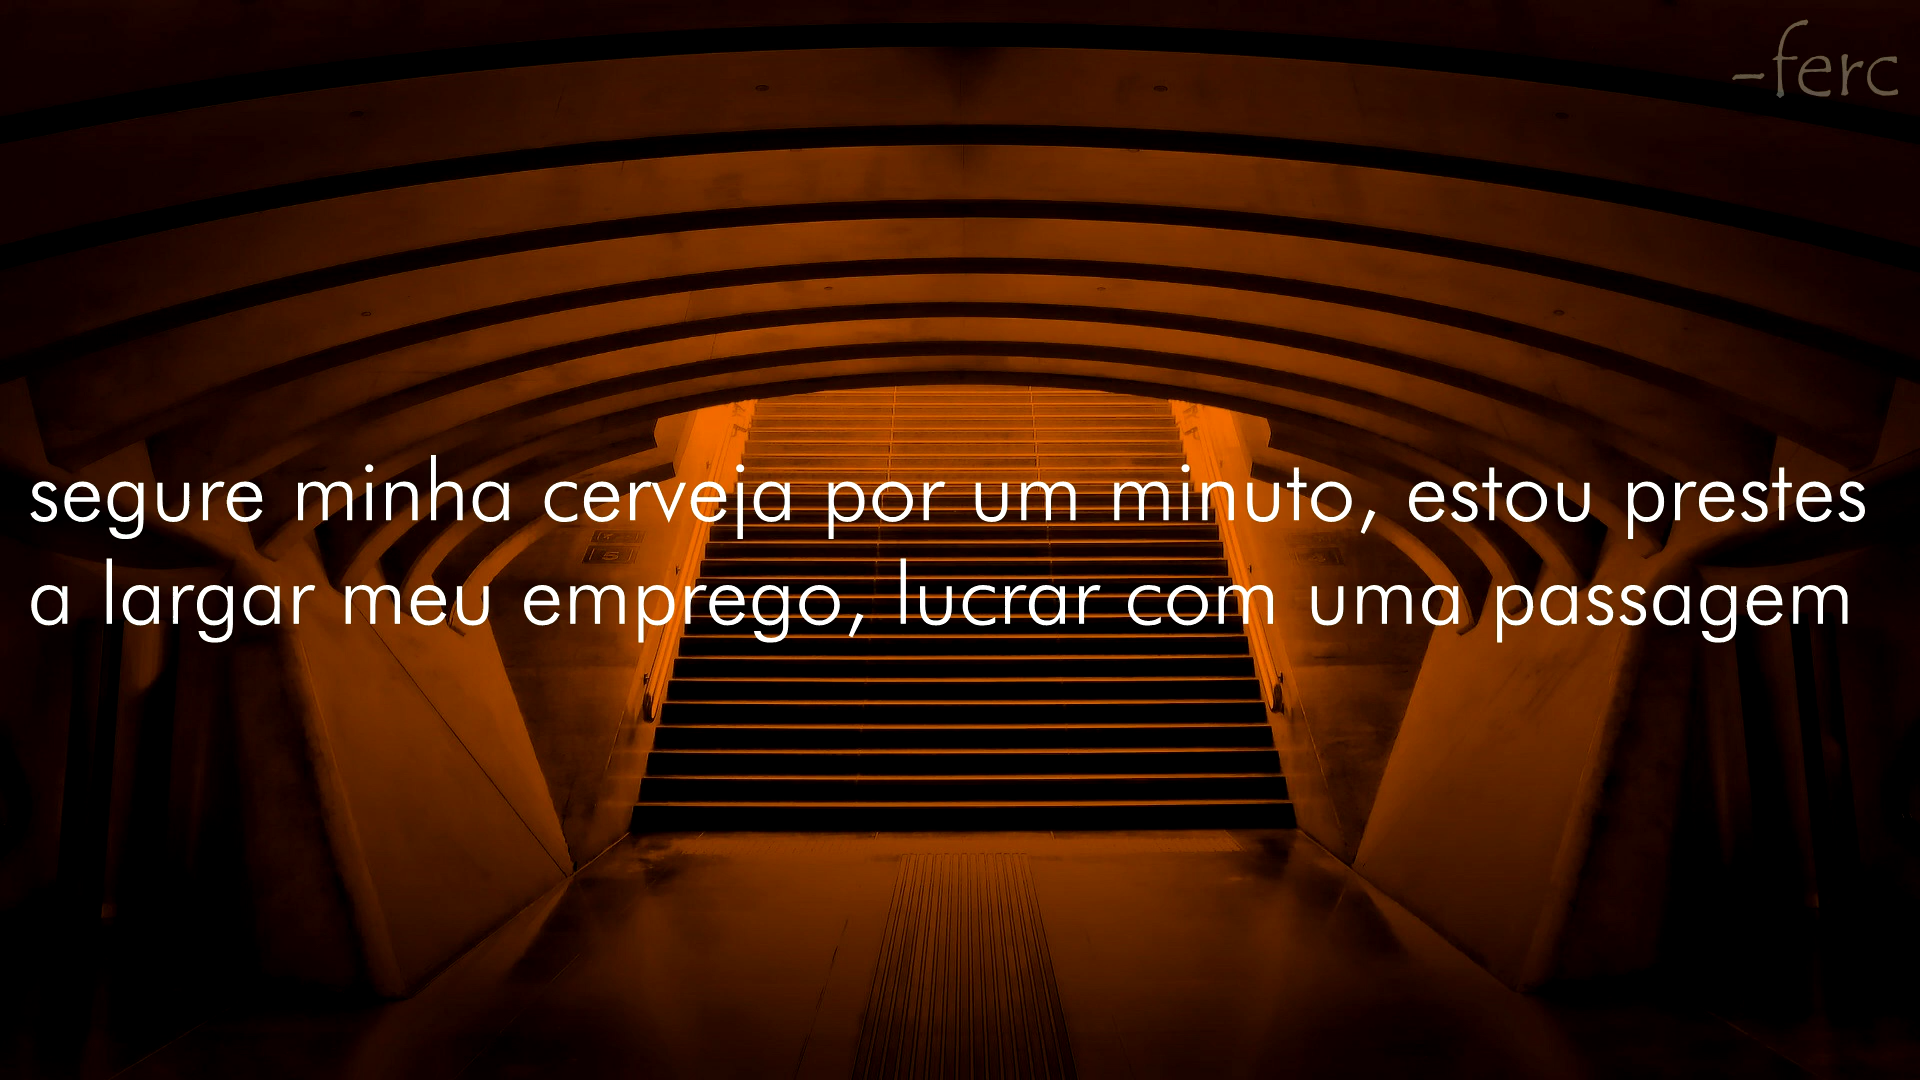 -ferc
segure minha cerveja por um minuto, estou prestes
a largar meu emprego, lucrar com uma passagem